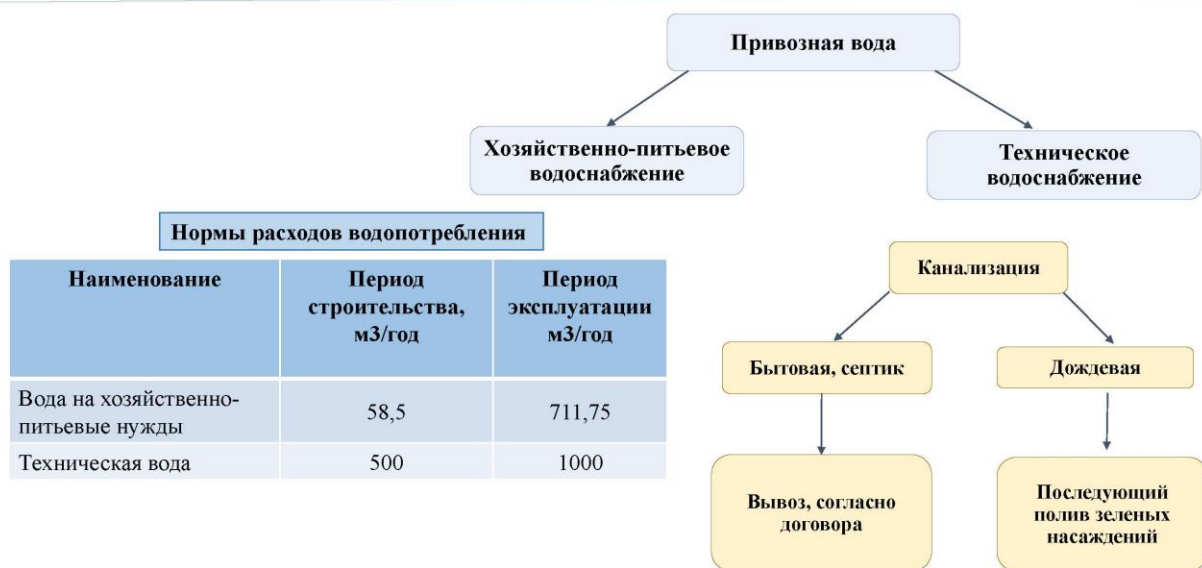 Привозная вода
Хозяйственно-питьевое
водоснабжение
Техническое
водоснабжение
Нормы расходов водопотребления
Наименование
Период
строительства,
м3/год
Период
эксплуатации
м3/год
Вода на хозяйственно-
питьевые нужды
58,5
711,75
Техническая вода
500
1000
Канализация
Бытовая, септик
Дождевая
Вывоз, согласно
договора
Последующий
полив зеленых
насаждений